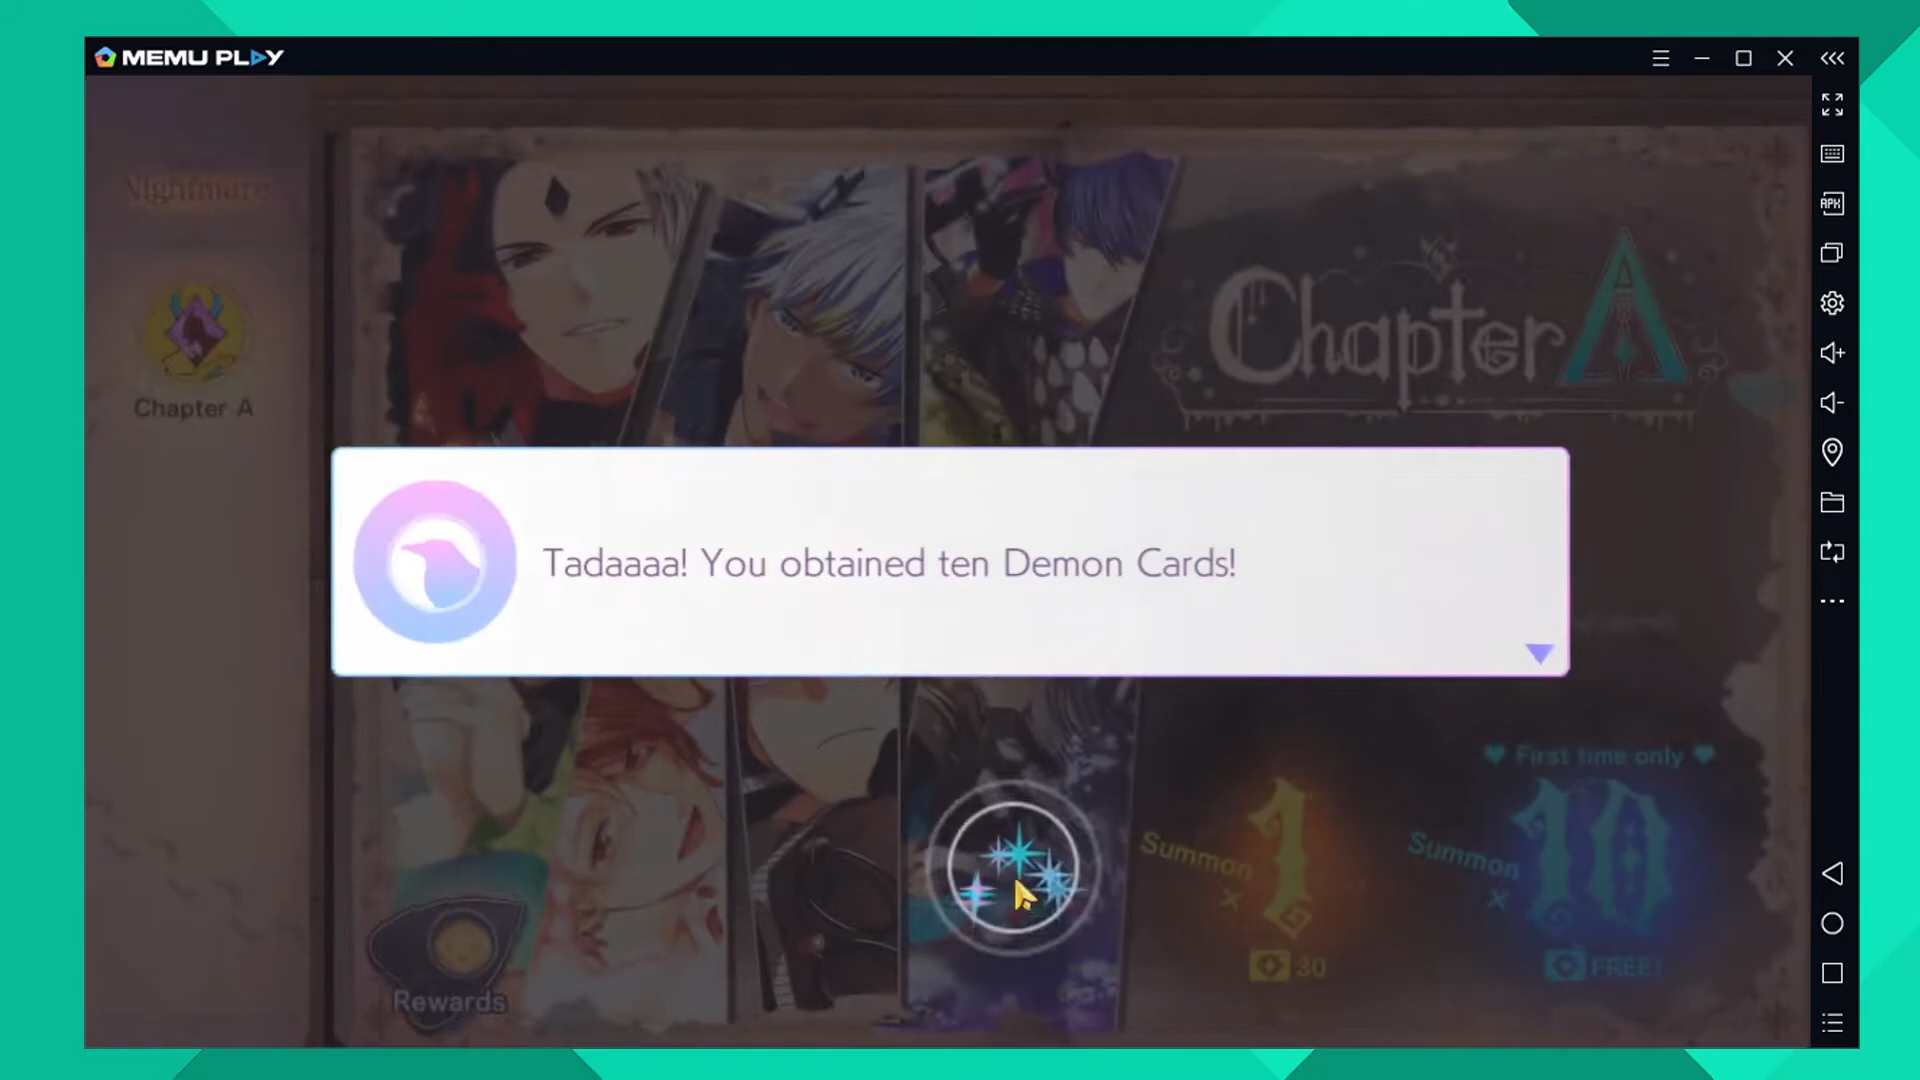 MEMU PLAY
APK
Nightmare
Chapter A
Chapter A
Tadaaaa! You obtained ten Demon Cards!
First time only
Summon
× 1
Summon
× 10
30
FREE!
Rewards